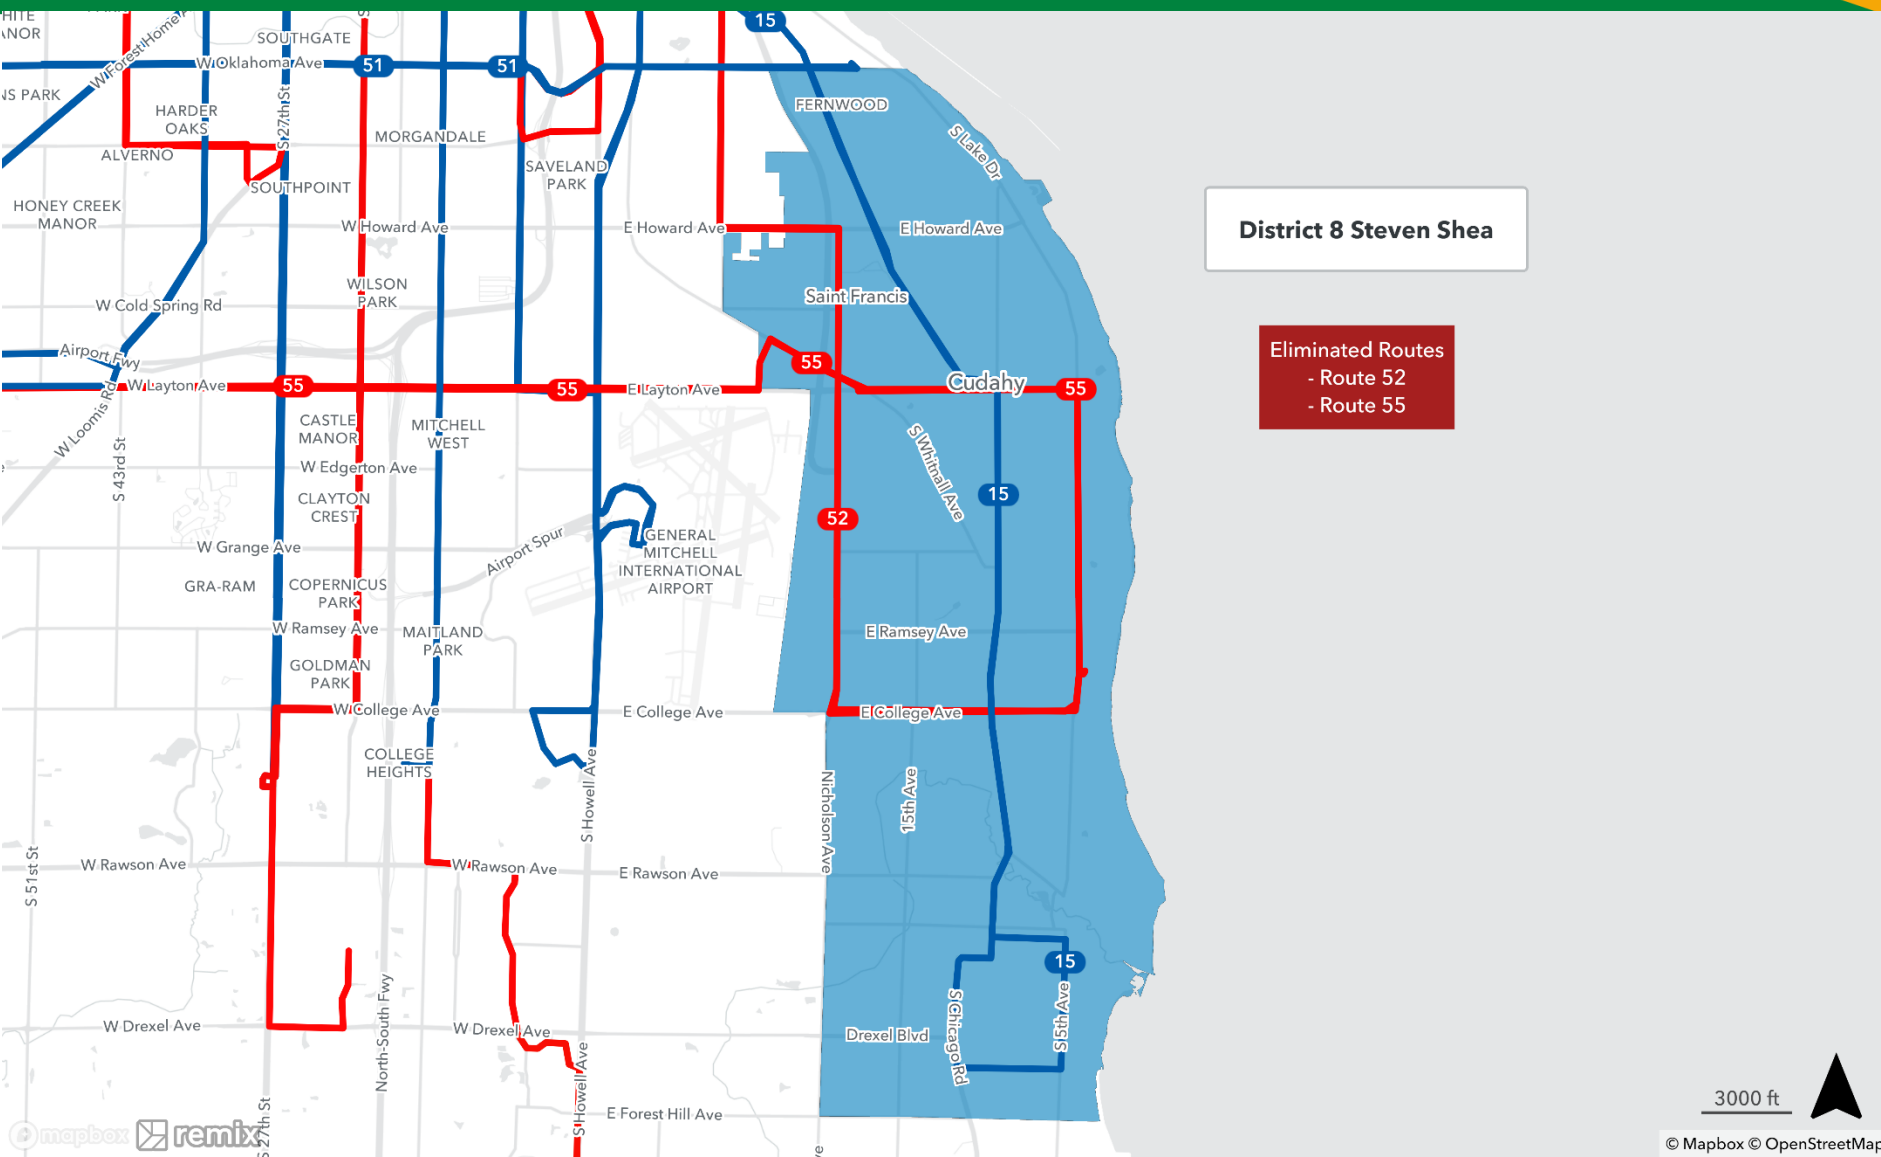 HITE
ANOR
SOUTHGATE
15
W Forest Home A
W Oklahoma Ave
51
51
NS PARK
S 27th St
HARDER
OAKS
FERNWOOD
MORGANDALE
ALVERNO
S Lake Dr
SAVELAND
PARK
SOUTHPOINT
HONEY CREEK
MANOR
W Howard Ave
E Howard Ave
E Howard Ave
District 8 Steven Shea
WILSON
PARK
Saint Francis
W Cold Spring Rd
Airport Fwy
Eliminated Routes
- Route 52
- Route 55
W Layton Ave
55
55
E Layton Ave
55
Cudahy
55
W Loomis Rd
CASTLE
MANOR
MITCHELL
WEST
S 43rd St
W Edgerton Ave
S Whitnall Ave
CLAYTON
CREST
15
52
W Grange Ave
Airport Spur
GENERAL
MITCHELL
INTERNATIONAL
AIRPORT
GRA-RAM
COPERNICUS
PARK
W Ramsey Ave
MAITLAND
PARK
E Ramsey Ave
GOLDMAN
PARK
W College Ave
E College Ave
E College Ave
COLLEGE
HEIGHTS
S Howell Ave
Nicholson Ave
15th Ave
S 51st St
W Rawson Ave
W Rawson Ave
E Rawson Ave
15
North-South Fwy
S Chicago Rd
S 5th Ave
W Drexel Ave
W Drexel Ave
Drexel Blvd
S Howell Ave
S 27th St
E Forest Hill Ave
3000 ft
mapbox
remix
© Mapbox © OpenStreetMap